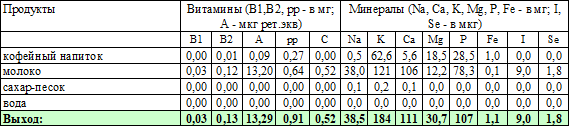 Продукты Витамины (В1,В2, рр - в мг; А - мкг рет.экв) Минералы (Na, Ca, K, Mg, P, Fe - в мг; I, Se - в мкг)
В1 В2 А рр С Na K Ca Mg P Fe I Se
кофейный напиток 0,00 0,01 0,09 0,27 0,00 0,5 62,6 5,6 18,5 28,5 1,0 0,0 0,0
молоко 0,03 0,12 13,20 0,64 0,52 38,0 121 106 12,2 78,3 0,1 9,0 1,8
сахар-песок 0,00 0,00 0,00 0,00 0,00 0,1 0,2 0,1 0,0 0,0 0,0 0,0 0,0
вода 0,00 0,00 0,00 0,00 0,00 0,0 0,0 0,0 0,0 0,0 0,0 0,0 0,0
Выход: 0,03 0,13 13,29 0,91 0,52 38,5 184 111 30,7 107 1,1 9,0 1,8